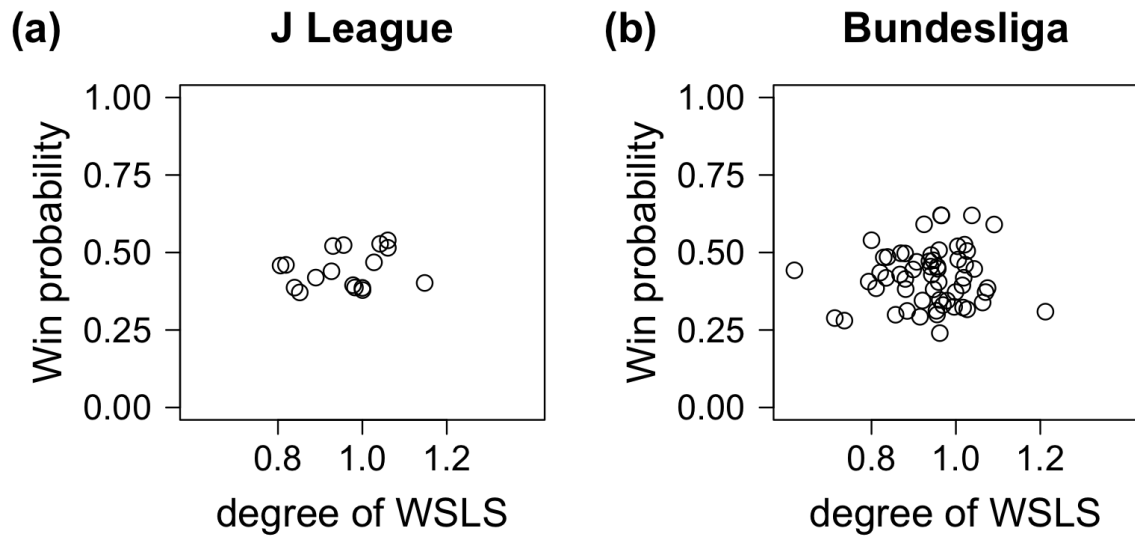 (a) J League
Win probability
1.00
0.75
0.50
0.25
0.00
0.8 1.0 1.2
degree of WSLS
(b) Bundesliga
Win probability
1.00
0.75
0.50
0.25
0.00
0.8 1.0 1.2
degree of WSLS